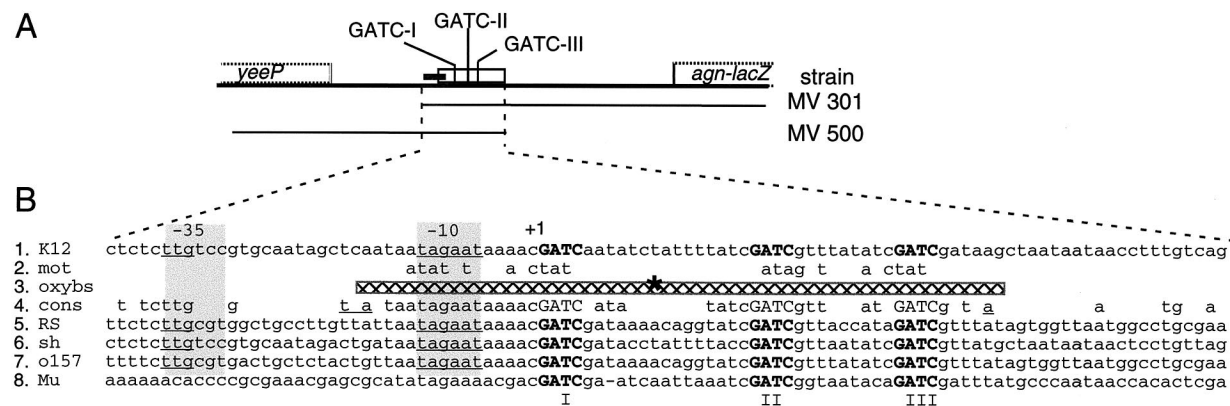 A
GATC-I
GATC-II
GATC-III
yeeP
agn-lacZ
strain
MV 301
MV 500
B
-35 -10 +1
1. K12 ctctcttgtccgtgcaatagctcaataatagaataaaacGATCaatatctattttatcGATCgtttatatcGATCgataagctaataataacctttgtcag
2. mot atat t a ctat atag t a ctat
3. oxybs *
4. cons t tcttg g t a taatagaataaaacGATC ata tatcGATCgtt at GATCg t a a tg a
5. RS ttctcttgcgtggctgccttgttattaatagaataaaacGATCgataaaacaggtatcGATCgttaccataGATCgtttatagtggttaatggcctgcgaa
6. sh ctctcttgtccgtgcaatagatgactctaatagaataaaacGATCgatacctattttaccGATCgttatatcaGATCgttatgctaataataactcctgttag
7. o157 ttttcttgcgtgactgctctactgttaatagaataaaacGATCgataaaacaggtatcGATCgttaccataGATCgtttatagtggttaatggcctgcgaa
8. Mu aaaaaacaccccgcgaaacgagcgcatatagaaaacgacGATCga-atcaattaaatcGATCggtaatacaGATCgatttatgcccaataaccacactcga
I II III